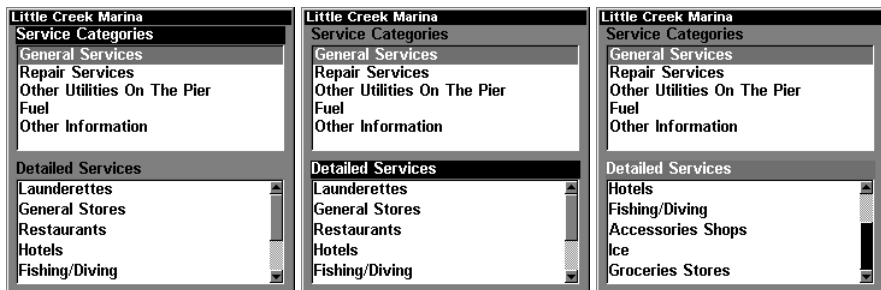 Little Creek Marina
Service Categories
General Services
Repair Services
Other Utilities On The Pier
Fuel
Other Information
Detailed Services
Launderettes
General Stores
Restaurants
Hotels
Fishing/Diving
Little Creek Marina
Service Categories
General Services
Repair Services
Other Utilities On The Pier
Fuel
Other Information
Detailed Services
Launderettes
General Stores
Restaurants
Hotels
Fishing/Diving
Little Creek Marina
Service Categories
General Services
Repair Services
Other Utilities On The Pier
Fuel
Other Information
Detailed Services
Hotels
Fishing/Diving
Accessories Shops
Ice
Groceries Stores